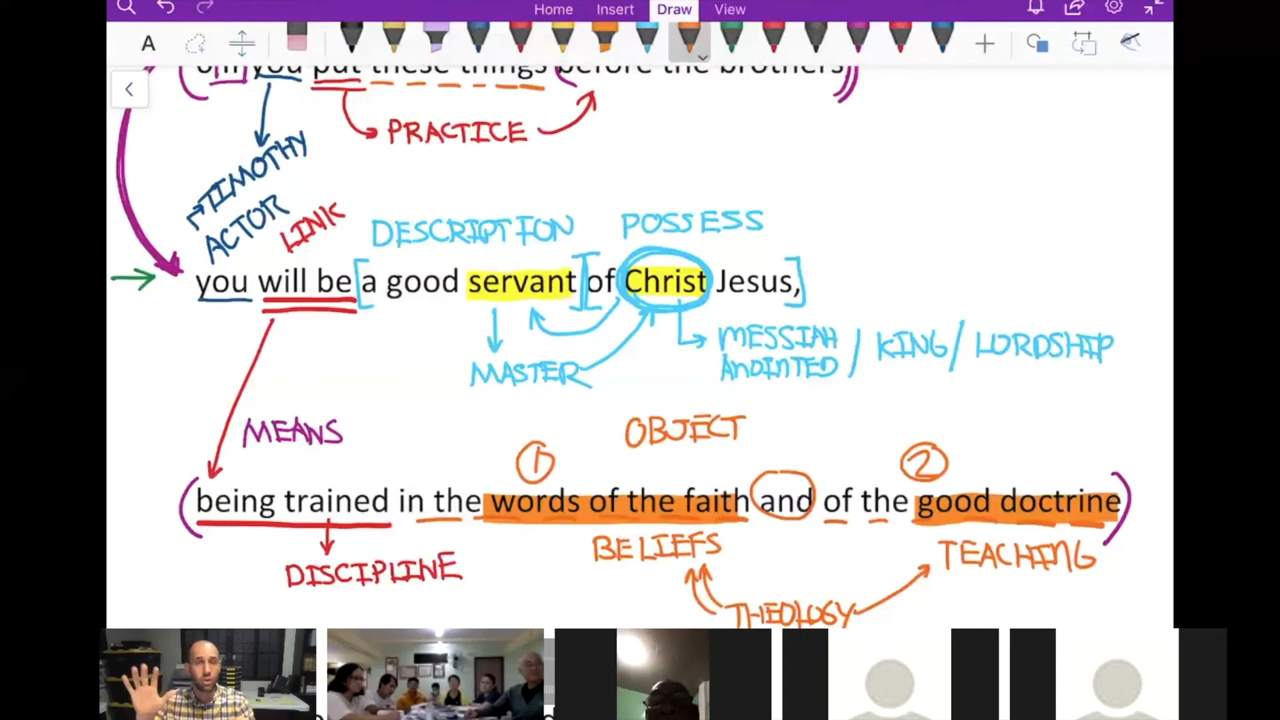 Home Insert Draw View
A
you put these things before the brothers
PRACTICE
TIMOTHY
ACTOR
LINK
DESCRIPTION
POSSESS
you will be a good servant of Christ Jesus,
MASTER
MESSIAH
ANOINTED / KING / LORDSHIP
MEANS
OBJECT
1
2
being trained in the words of the faith and of the good doctrine
DISCIPLINE
BELIEFS
TEACHING
THEOLOGY